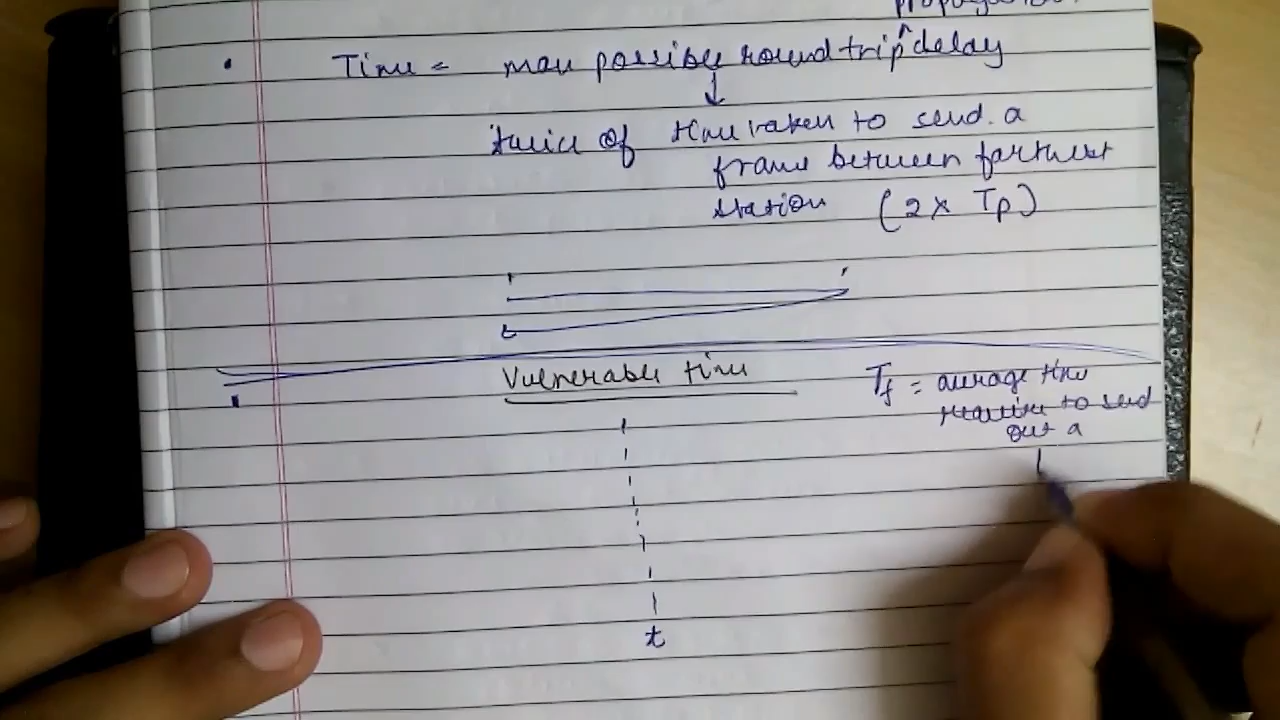 • Time = max possible round trip ^ delay
↓
twice of time taken to send a
frame between farthest
station (2 x Tp)
Vulnerable time
Tf = average time
require to send
out a
t